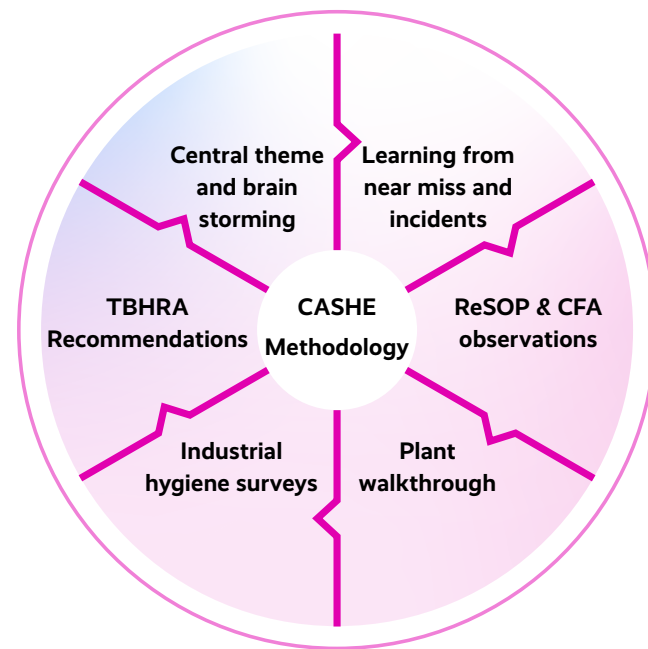 Central theme
and brain
storming
Learning from
near miss and
incidents
TBHRA
Recommendations
CASHE
Methodology
ReSOP & CFA
observations
Industrial
hygiene surveys
Plant
walkthrough